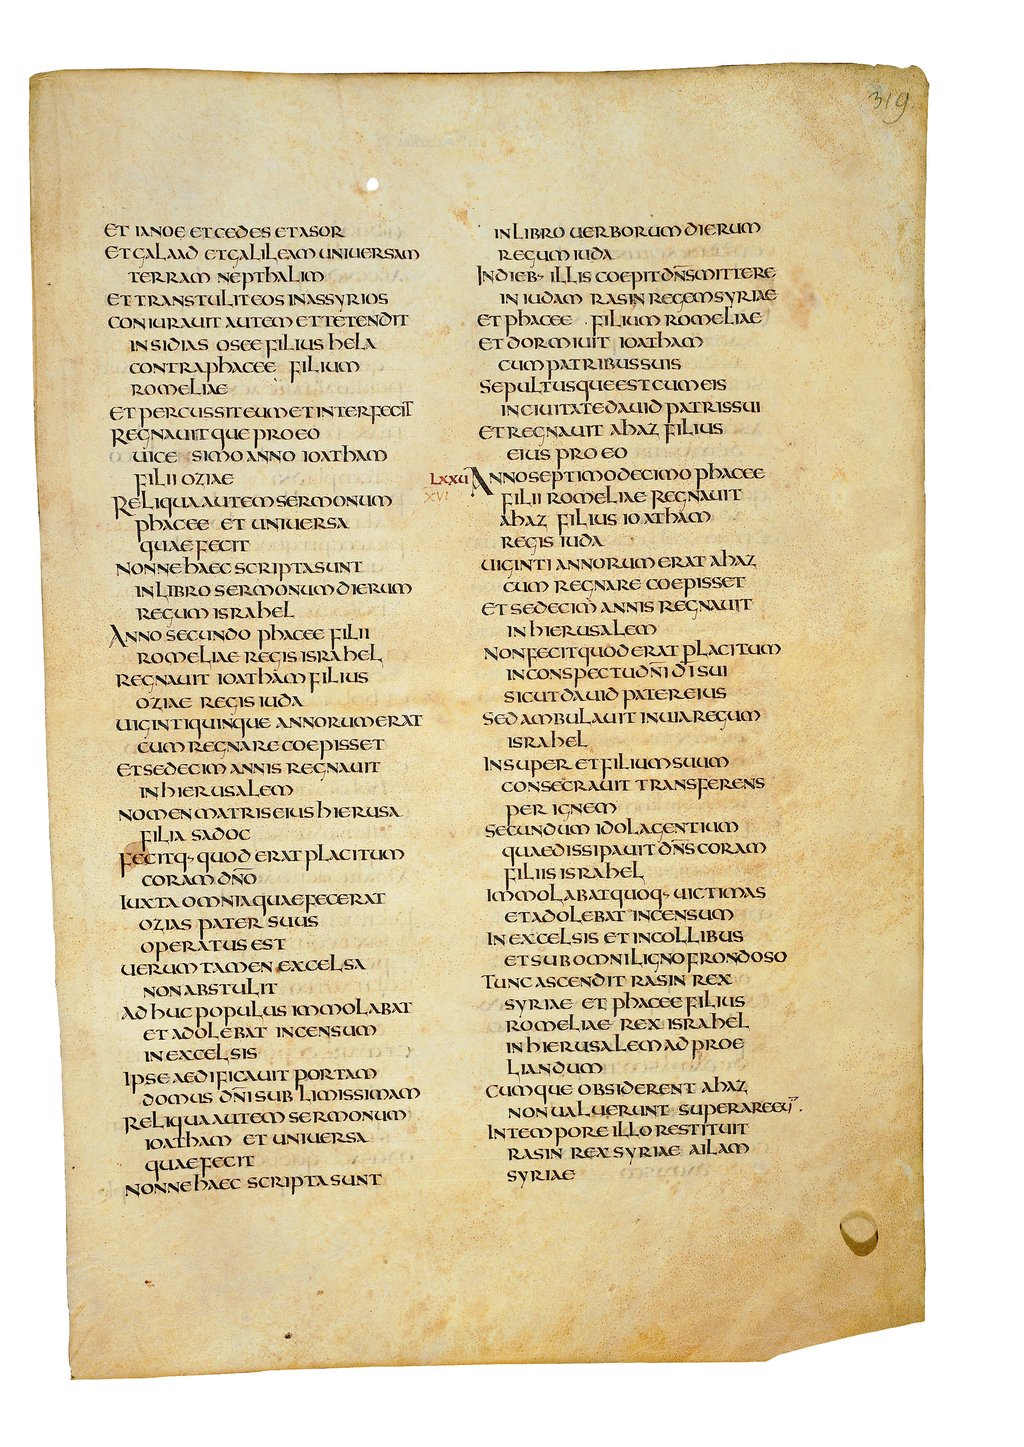 319
ET IANOE ET CEDES ET ASOR
ET GALAAD ET GALILEAM UNIUERSAM
TERRAM NEPTHALIM
ET TRANSTULIT EOS IN ASSYRIOS
CONIURAUIT AUTEM ET TETENDIT
INSIDIAS OSEE FILIUS HELA
CONTRA PHACEE FILIUM
ROMELIAE
ET PERCUSSIT EUM ET INTERFECIT
REGNAUITQUE PRO EO
UICESIMO ANNO IOATHAM
FILII OZIAE
RELIQUA AUTEM SERMONUM
PHACEE ET UNIUERSA
QUAE FECIT
NONNE HAEC SCRIPTA SUNT
IN LIBRO SERMONUM DIERUM
REGUM ISRAHEL
ANNO SECUNDO PHACEE FILII
ROMELIAE REGIS ISRAHEL
REGNAUIT IOATHAM FILIUS
OZIAE REGIS IUDA
UIGINTI QUINQUE ANNORUM ERAT
CUM REGNARE COEPISSET
ET SEDECIM ANNIS REGNAUIT
IN HIERUSALEM
NOMEN MATRIS EIUS HIERUSA
FILIA SADOC
FECITQ· QUOD ERAT PLACITUM
CORAM DÑO
IUXTA OMNIA QUAE FECERAT
OZIAS PATER SUUS
OPERATUS EST
UERUMTAMEN EXCELSA
NON ABSTULIT
ADHUC POPULUS IMMOLABAT
ET ADOLEBAT INCENSUM
IN EXCELSIS
IPSE AEDIFICAUIT PORTAM
DOMUS DÑI SUBLIMISSIMAM
RELIQUA AUTEM SERMONUM
IOATHAM ET UNIUERSA
QUAE FECIT
NONNE HAEC SCRIPTA SUNT
IN LIBRO UERBORUM DIERUM
REGUM IUDA
IN DIEB· ILLIS COEPIT DÑS MITTERE
IN IUDAM RASIN REGEM SYRIAE
ET PHACEE FILIUM ROMELIAE
ET DORMIUIT IOATHAM
CUM PATRIBUS SUIS
SEPULTUSQUE EST CUM EIS
IN CIUITATE DAUID PATRIS SUI
ET REGNAUIT AHAZ FILIUS
EIUS PRO EO
LXXU ANNO SEPTIMO DECIMO PHACEE
XVI FILII ROMELIAE REGNAUIT
AHAZ FILIUS IOATHAM
REGIS IUDA
UIGINTI ANNORUM ERAT AHAZ
CUM REGNARE COEPISSET
ET SEDECIM ANNIS REGNAUIT
IN HIERUSALEM
NON FECIT QUOD ERAT PLACITUM
IN CONSPECTU DÑI DĪ SUI
SICUT DAUID PATER EIUS
SED AMBULAUIT IN UIA REGUM
ISRAHEL
INSUPER ET FILIUM SUUM
CONSECRAUIT TRANSFERENS
PER IGNEM
SECUNDUM IDOLA GENTIUM
QUAE DISSIPAUIT DÑS CORAM
FILIIS ISRAHEL
IMMOLABAT QUOQ· UICTIMAS
ET ADOLEBAT INCENSUM
IN EXCELSIS ET IN COLLIBUS
ET SUB OMNI LIGNO FRONDOSO
TUNC ASCENDIT RASIN REX
SYRIAE ET PHACEE FILIUS
ROMELIAE REX ISRAHEL
IN HIERUSALEM AD PROE
LIANDUM
CUMQUE OBSIDERENT AHAZ
NON UALUERUNT SUPERARE
IN TEMPORE ILLO RESTITUIT
RASIN REX SYRIAE AILAM
SYRIAE